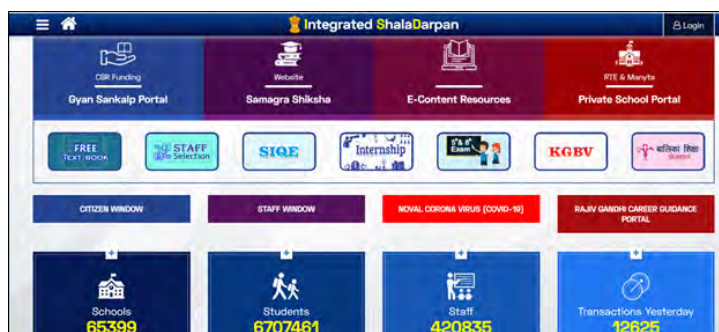 Integrated ShalaDarpan
Login
CSR Funding
Gyan Sankalp Portal
Website
Samagra Shiksha
E-Content Resources
RTE & Manyta
Private School Portal
FREE
TEXT BOOK
STAFF
Selection
SIQE
Internship
5th & 8th
Exam
KGBV
बालिका शिक्षा
CITIZEN WINDOW
STAFF WINDOW
NOVAL CORONA VIRUS (COVID-19)
RAJIV GANDHI CAREER GUIDANCE
PORTAL
Schools
65399
Students
6707461
Staff
420835
Transactions Yesterday
12625